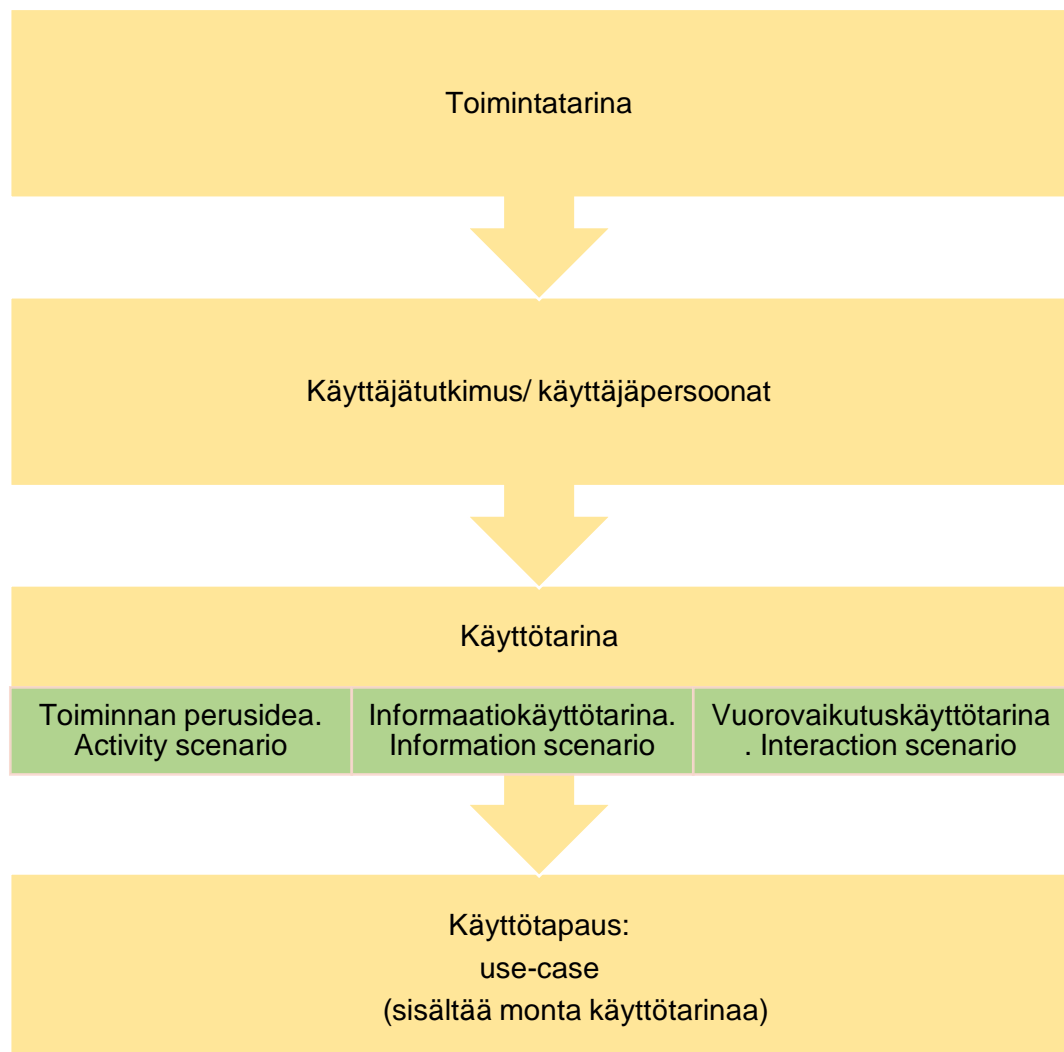 Toimintatarina
Käyttäjätutkimus/ käyttäjäpersoonat
Käyttötarina
Toiminnan perusidea.
Activity scenario
Informaatiokäyttötarina.
Information scenario
Vuorovaikutuskäyttötarina
. Interaction scenario
Käyttötapaus:
use-case
(sisältää monta käyttötarinaa)